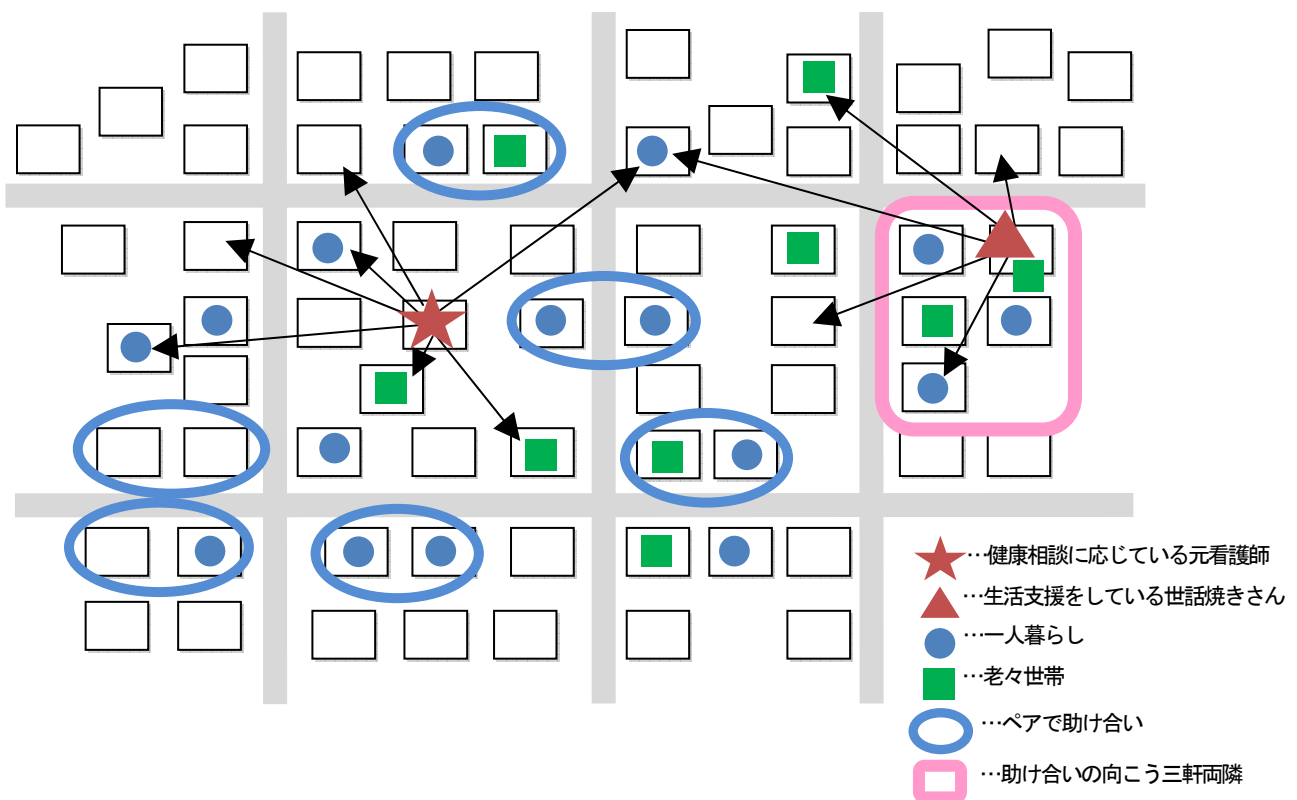 …健康相談に応じている元看護師
…生活支援をしている世話焼きさん
…一人暮らし
…老々世帯
…ペアで助け合い
…助け合いの向こう三軒両隣